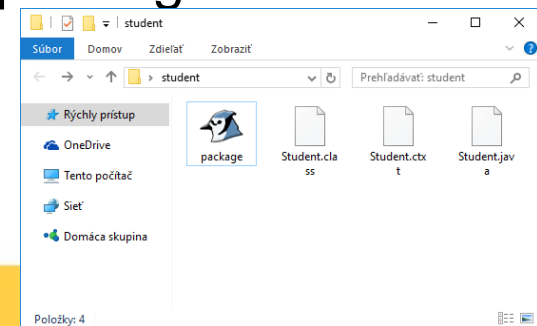 student
Súbor Domov Zdieľať Zobraziť
student Prehľadávať: student
Rýchly prístup
OneDrive
Tento počítač
Sieť
Domáca skupina
package
Student.cla
ss
Student.ctx
t
Student.jav
a
Položky: 4